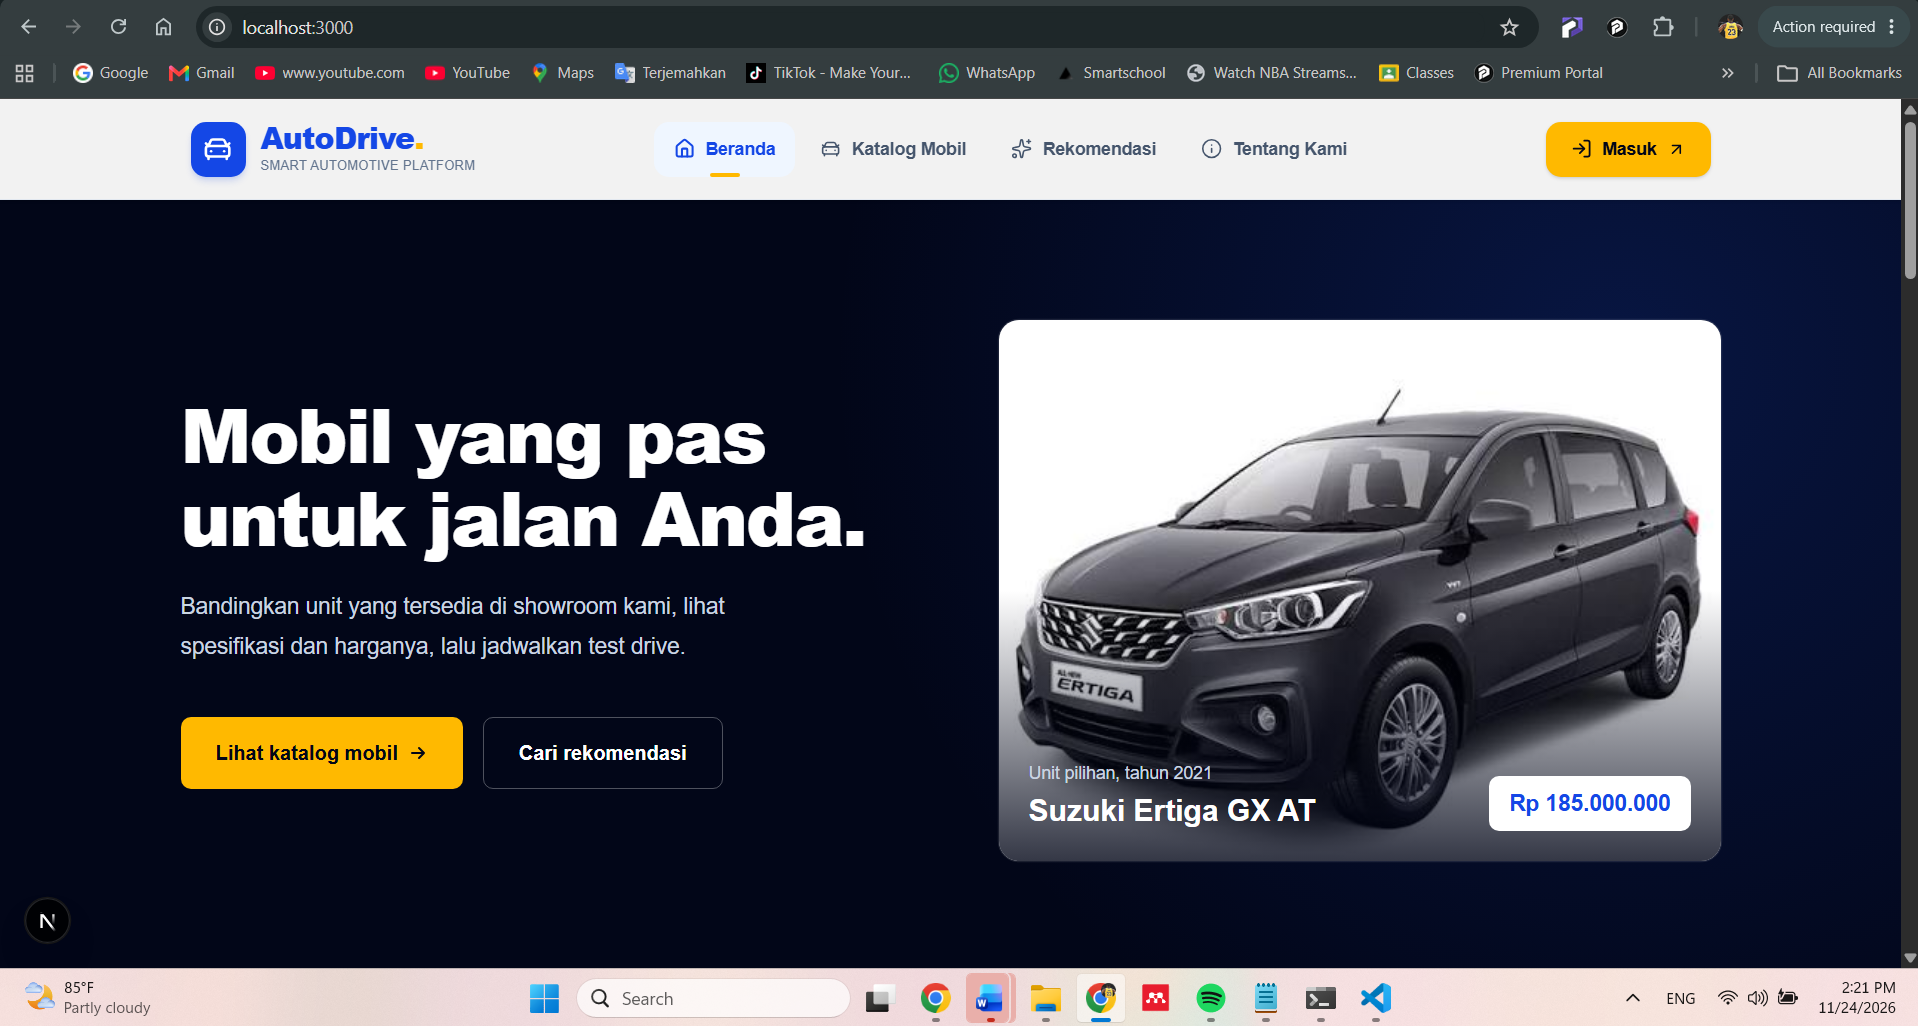 localhost:3000
Action required
Google
Gmail
www.youtube.com
YouTube
Maps
Terjemahkan
TikTok - Make Your...
WhatsApp
Smartschool
Watch NBA Streams...
Classes
Premium Portal
All Bookmarks
AutoDrive.
SMART AUTOMOTIVE PLATFORM
Beranda
Katalog Mobil
Rekomendasi
Tentang Kami
Masuk
Mobil yang pas
untuk jalan Anda.
Bandingkan unit yang tersedia di showroom kami, lihat
spesifikasi dan harganya, lalu jadwalkan test drive.
Lihat katalog mobil
Cari rekomendasi
ALL NEW
ERTIGA
Unit pilihan, tahun 2021
Suzuki Ertiga GX AT
Rp 185.000.000
N
85°F
Partly cloudy
Search
ENG
2:21 PM
11/24/2026